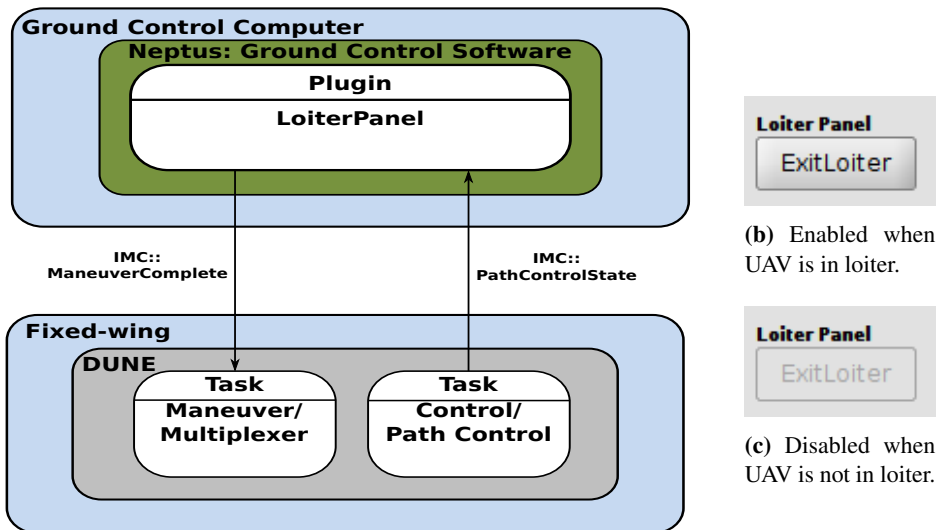 Ground Control Computer
Neptus: Ground Control Software
Plugin
LoiterPanel
IMC::
ManeuverComplete
IMC::
PathControlState
Fixed-wing
DUNE
Task
Maneuver/
Multiplexer
Task
Control/
Path Control
Loiter Panel
ExitLoiter
(b) Enabled when
UAV is in loiter.
Loiter Panel
ExitLoiter
(c) Disabled when
UAV is not in loiter.